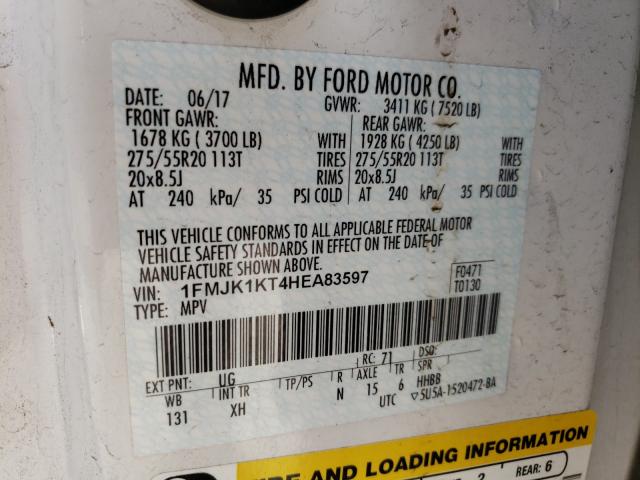 MFD. BY FORD MOTOR CO.
DATE: 06/17 GVWR: 3411 KG ( 7520 LB)
FRONT GAWR: REAR GAWR:
1678 KG ( 3700 LB) WITH 1928 KG ( 4250 LB) WITH
275/55R20 113T TIRES 275/55R20 113T TIRES
20x8.5J RIMS 20x8.5J RIMS
AT 240 kPa/ 35 PSI COLD AT 240 kPa/ 35 PSI COLD
THIS VEHICLE CONFORMS TO ALL APPLICABLE FEDERAL MOTOR
VEHICLE SAFETY STANDARDS IN EFFECT ON THE DATE OF
MANUFACTURE SHOWN ABOVE.
VIN: 1FMJK1KT4HEA83597 F0471
TYPE: MPV T0130
EXT PNT: UG RC: 71 DSO:
WB INT TR TP/PS R AXLE TR SPR
131 XH N 15 6 HHBB
UTC ▽5U5A-1520472-BA
AND LOADING INFORMATION
REAR: 6